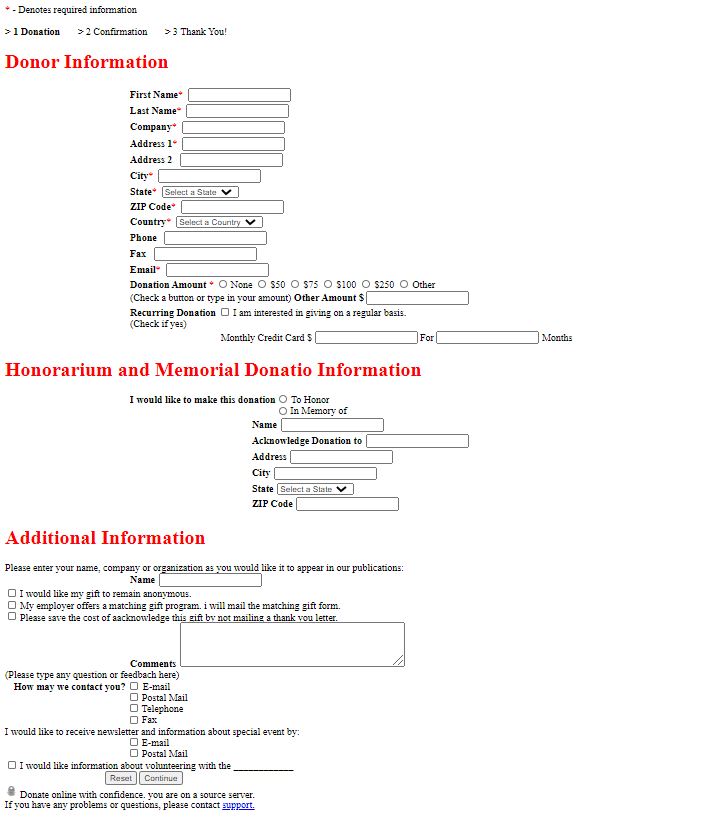 * - Denotes required information
> 1 Donation > 2 Confirmation > 3 Thank You!
Donor Information
First Name*
Last Name*
Company*
Address 1*
Address 2
City*
State* Select a State
ZIP Code*
Country* Select a Country
Phone
Fax
Email*
Donation Amount * None $50 $75 $100 $250 Other
(Check a button or type in your amount) Other Amount $
Recurring Donation I am interested in giving on a regular basis.
(Check if yes)
Monthly Credit Card $ For Months
Honorarium and Memorial Donatio Information
I would like to make this donation To Honor
In Memory of
Name
Acknowledge Donation to
Address
City
State Select a State
ZIP Code
Additional Information
Please enter your name, company or organization as you would like it to appear in our publications:
Name
I would like my gift to remain anonymous.
My employer offers a matching gift program. i will mail the matching gift form.
Please save the cost of aacknowledge this gift by not mailing a thank you letter.
Comments
(Please type any question or feedbach here)
How may we contact you? E-mail
Postal Mail
Telephone
Fax
I would like to receive newsletter and information about special event by:
E-mail
Postal Mail
I would like information about volunteering with the ____________
Reset Continue
Donate online with confidence. you are on a source server.
If you have any problems or questions, please contact support.